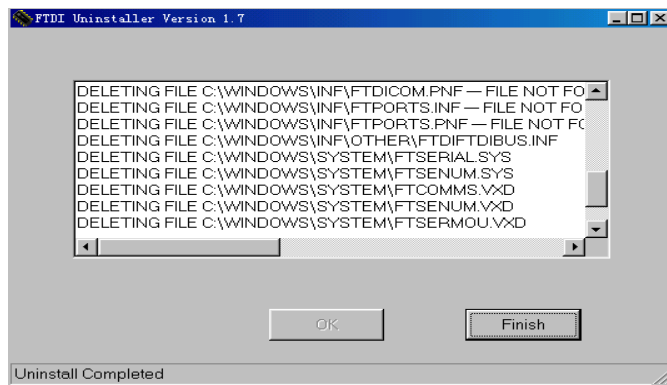 FTDI Uninstaller Version 1.7
DELETING FILE C:\WINDOWS\INF\FTDICOM.PNF — FILE NOT FO
DELETING FILE C:\WINDOWS\INF\FTPORTS.INF — FILE NOT FO
DELETING FILE C:\WINDOWS\INF\FTPORTS.PNF — FILE NOT FO
DELETING FILE C:\WINDOWS\INF\OTHER\FTDIFTDIBUS.INF
DELETING FILE C:\WINDOWS\SYSTEM\FTSERIAL.SYS
DELETING FILE C:\WINDOWS\SYSTEM\FTSENUM.SYS
DELETING FILE C:\WINDOWS\SYSTEM\FTCOMMS.VXD
DELETING FILE C:\WINDOWS\SYSTEM\FTSENUM.VXD
DELETING FILE C:\WINDOWS\SYSTEM\FTSERMOU.VXD
OK
Finish
Uninstall Completed